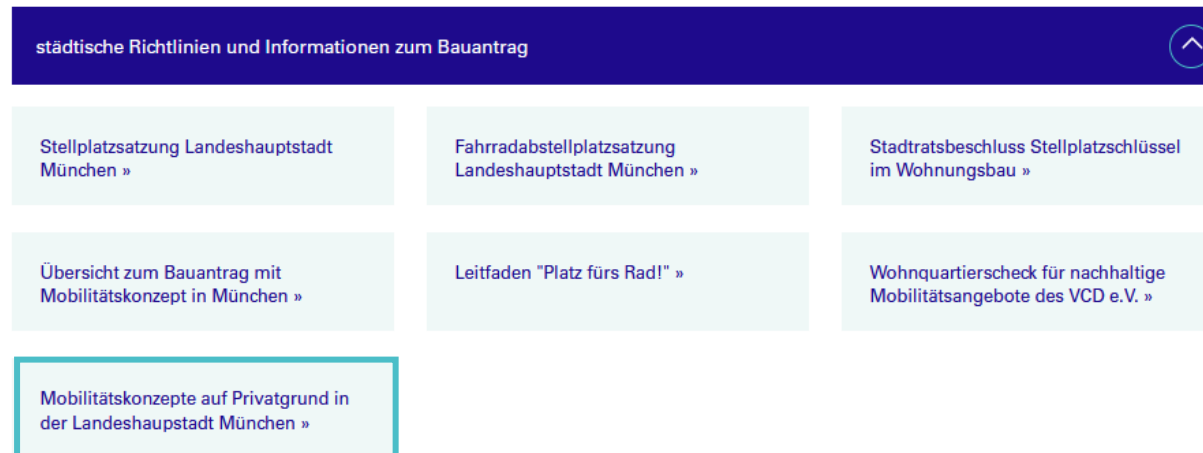 städtische Richtlinien und Informationen zum Bauantrag
Stellplatzsatzung Landeshauptstadt
München »
Fahrradabstellplatzsatzung
Landeshauptstadt München »
Stadtratsbeschluss Stellplatzschlüssel
im Wohnungsbau »
Übersicht zum Bauantrag mit
Mobilitätskonzept in München »
Leitfaden "Platz fürs Rad!" »
Wohnquartierscheck für nachhaltige
Mobilitätsangebote des VCD e.V. »
Mobilitätskonzepte auf Privatgrund in
der Landeshaupstadt München »